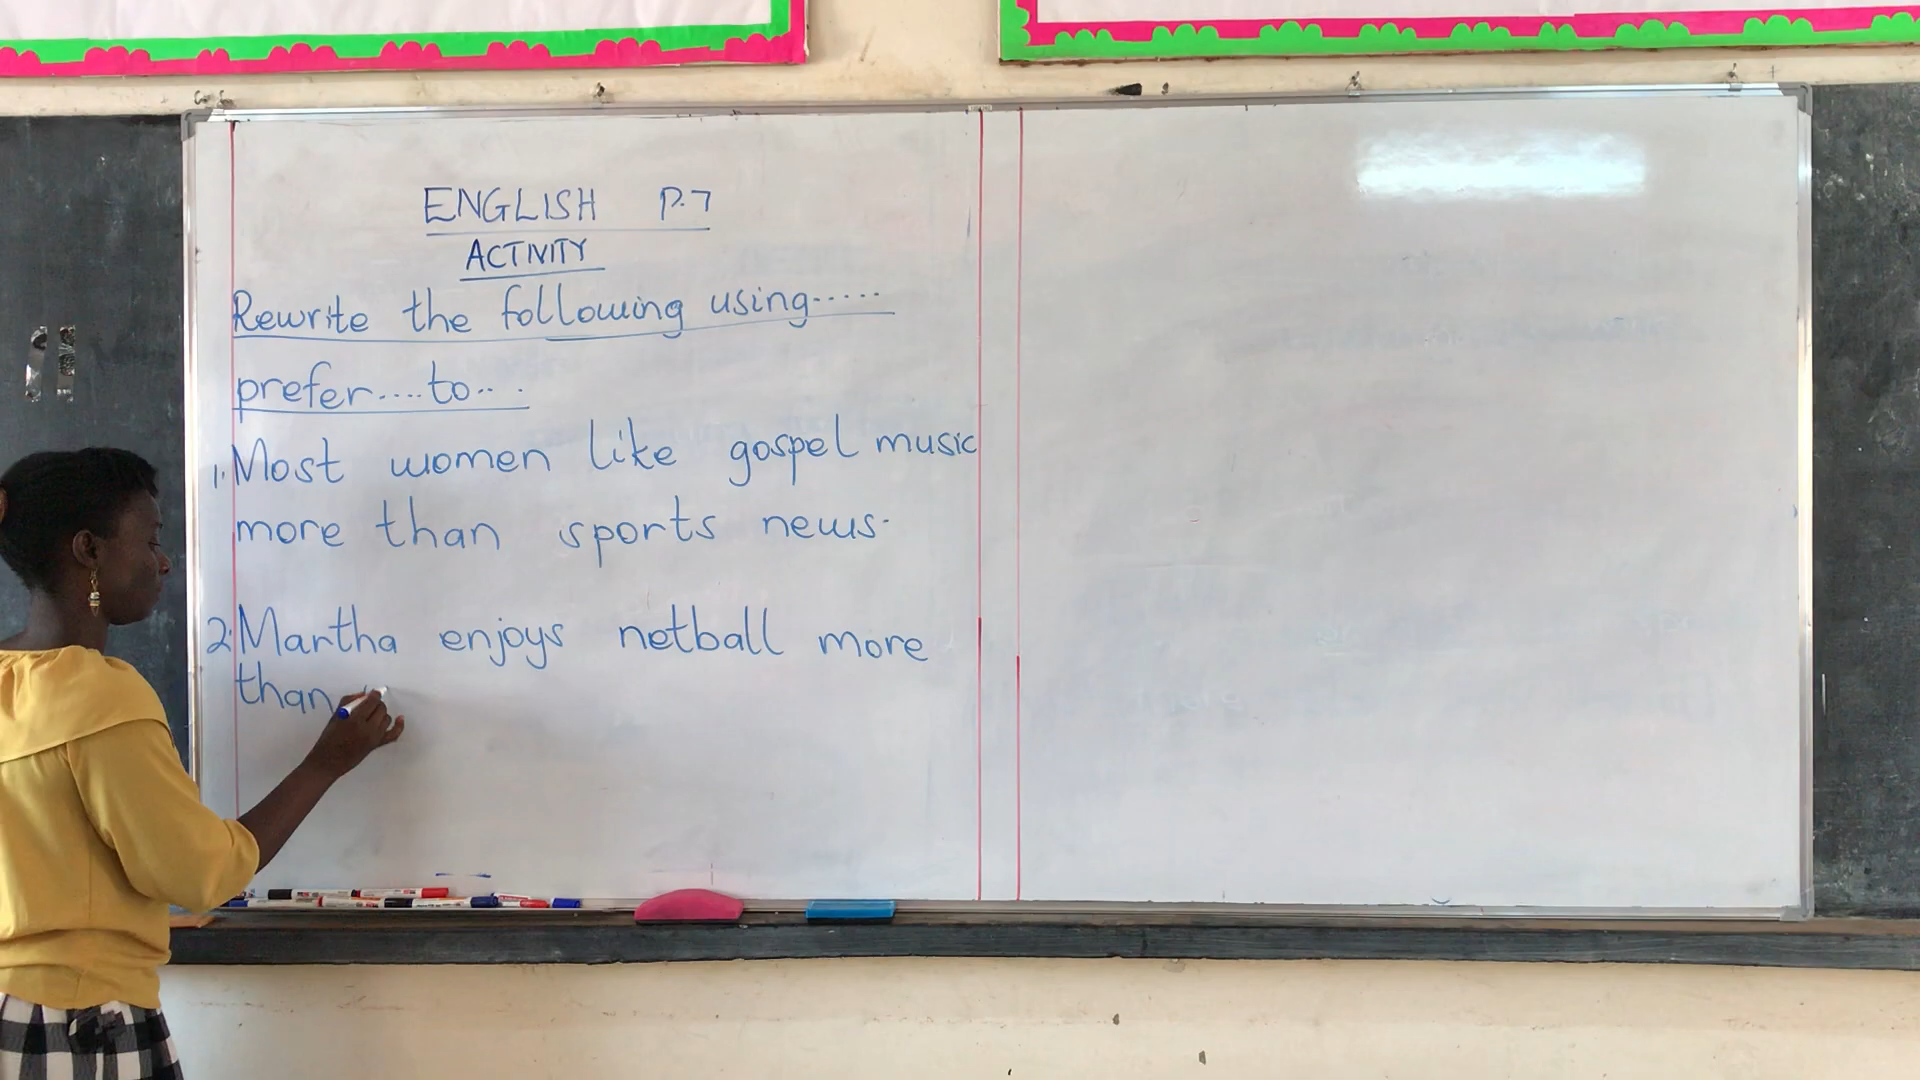 ENGLISH P.7
ACTIVITY
Rewrite the following using.....
prefer....to...
1. Most women like gospel music
more than sports news.
2. Martha enjoys netball more
than